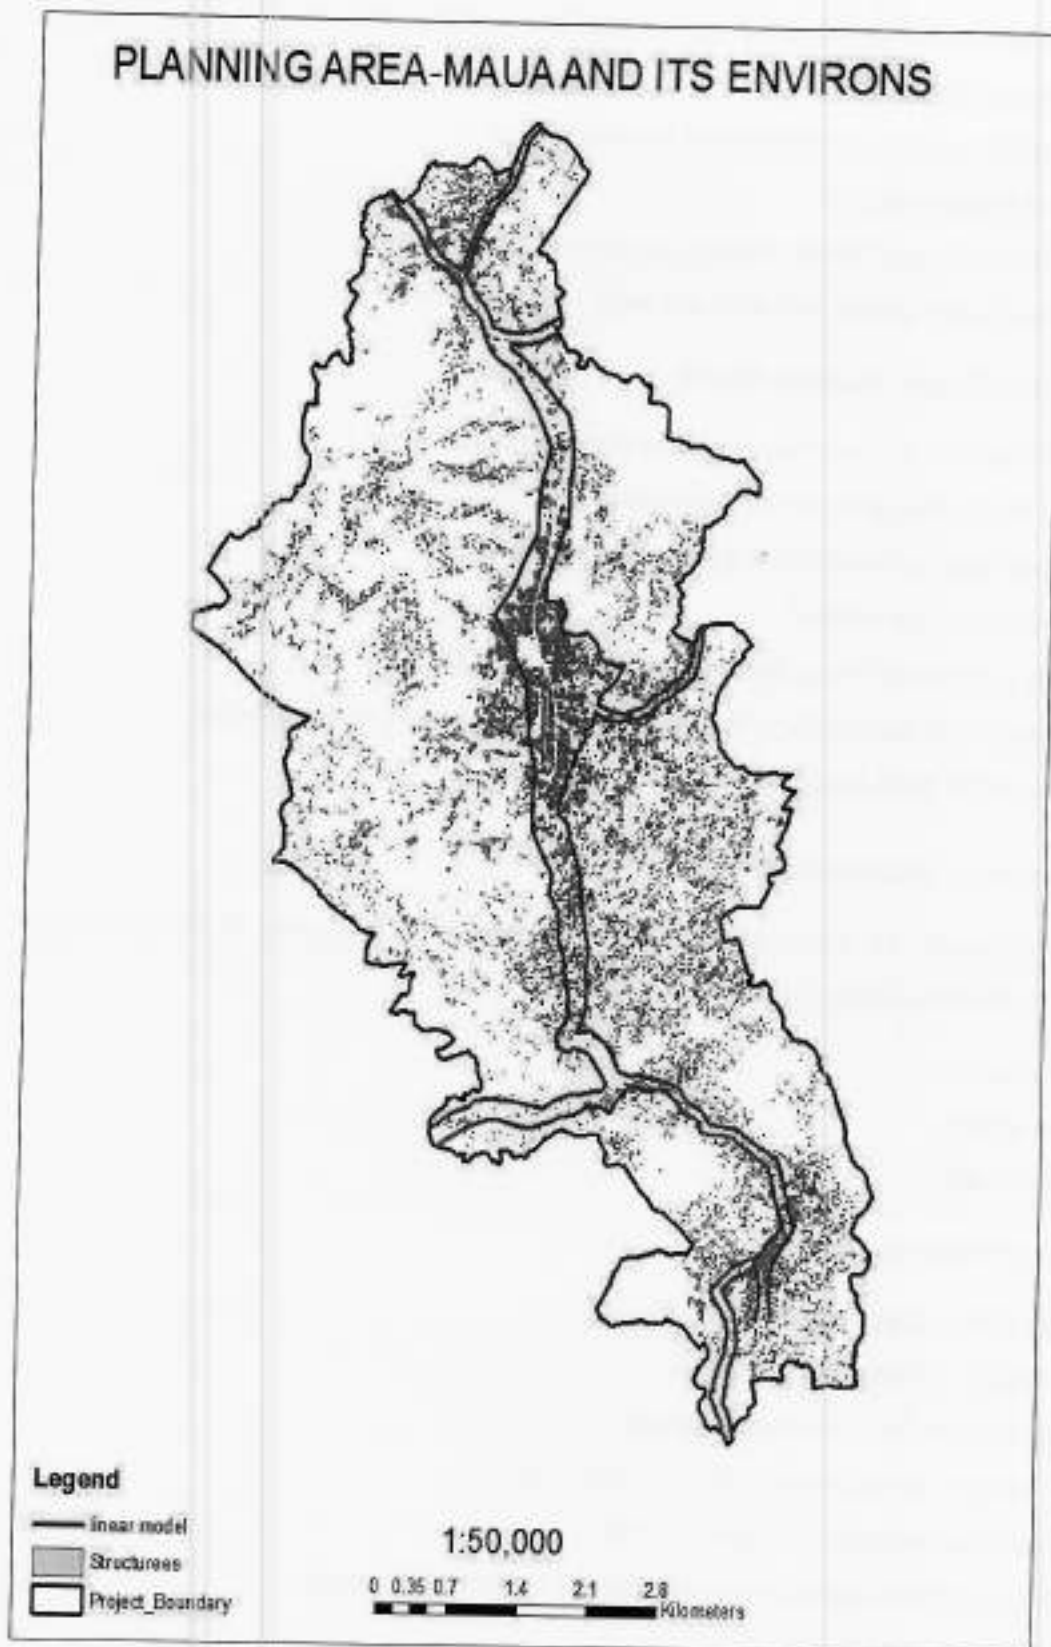 PLANNING AREA-MAUA AND ITS ENVIRONS
Legend
linear model
Structurees
Project_Boundary
1:50,000
0 0.35 0.7 1.4 2.1 2.8
Kilometers